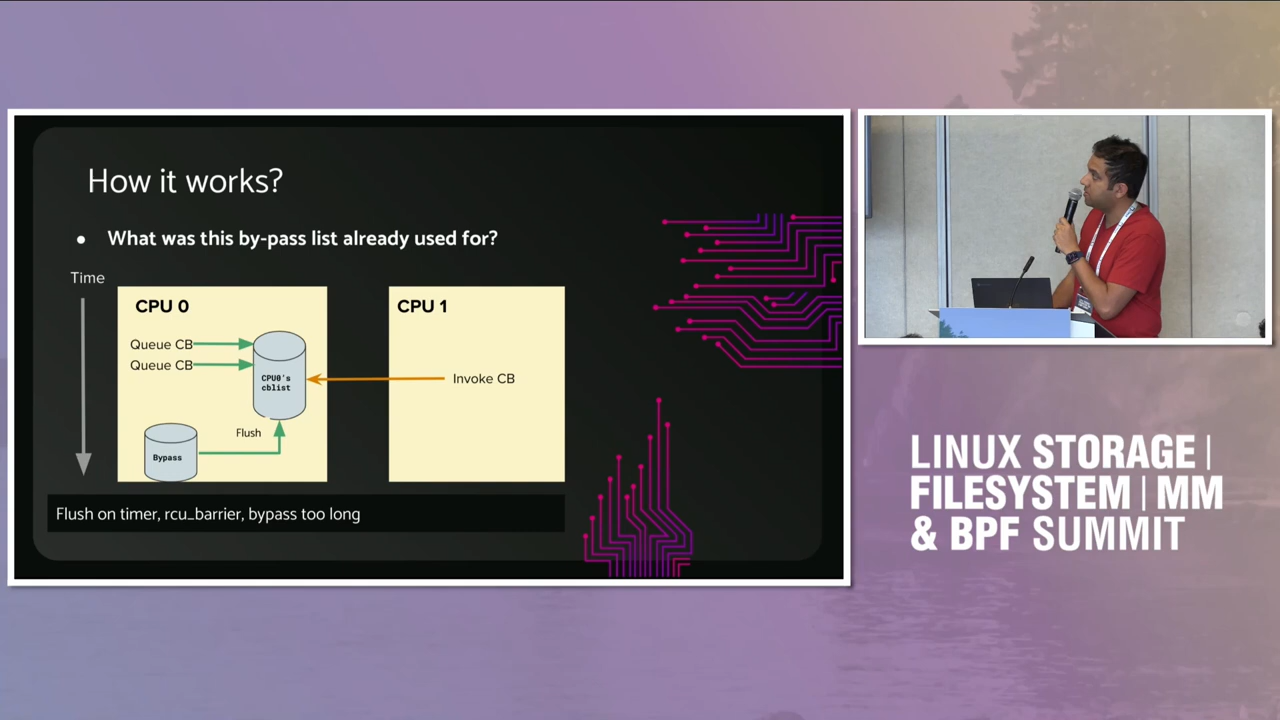 How it works?
● What was this by-pass list already used for?
Time
CPU 0
CPU 1
Queue CB
Queue CB
CPU0's
cblist
Invoke CB
Flush
Bypass
Flush on timer, rcu_barrier, bypass too long
LINUX STORAGE |
FILESYSTEM | MM
& BPF SUMMIT